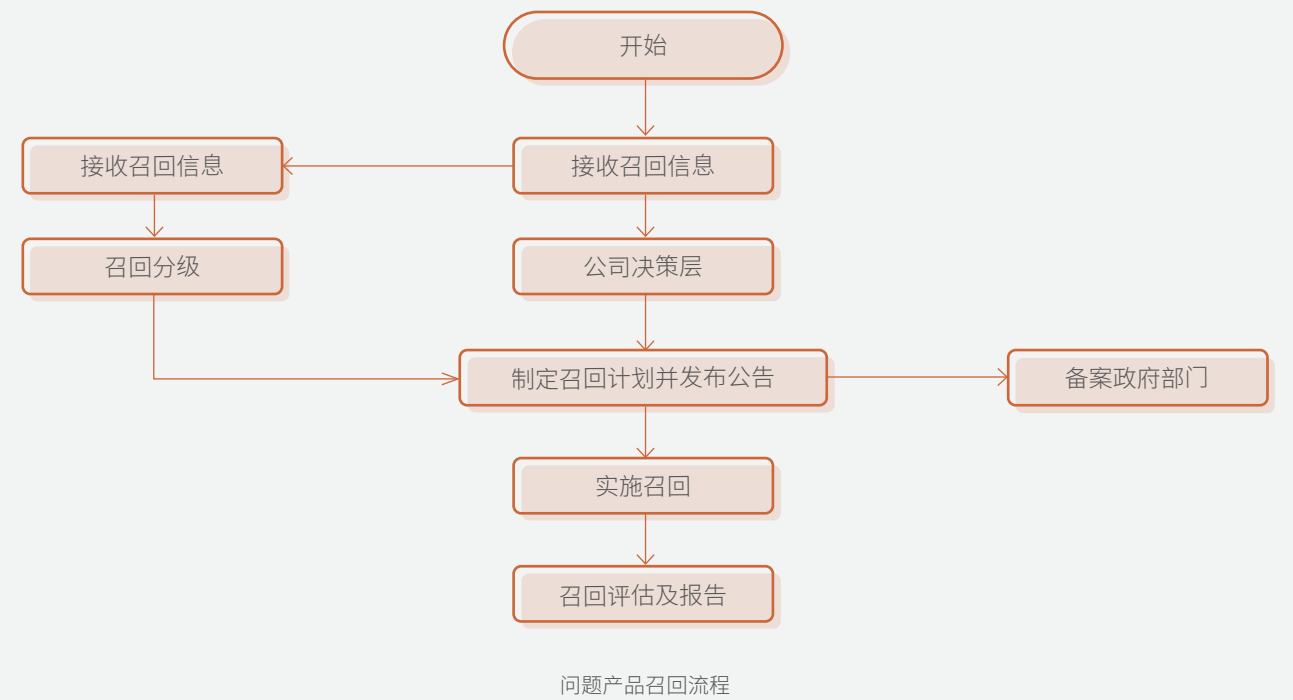 开始
接收召回信息
接收召回信息
召回分级
公司决策层
制定召回计划并发布公告
备案政府部门
实施召回
召回评估及报告
问题产品召回流程